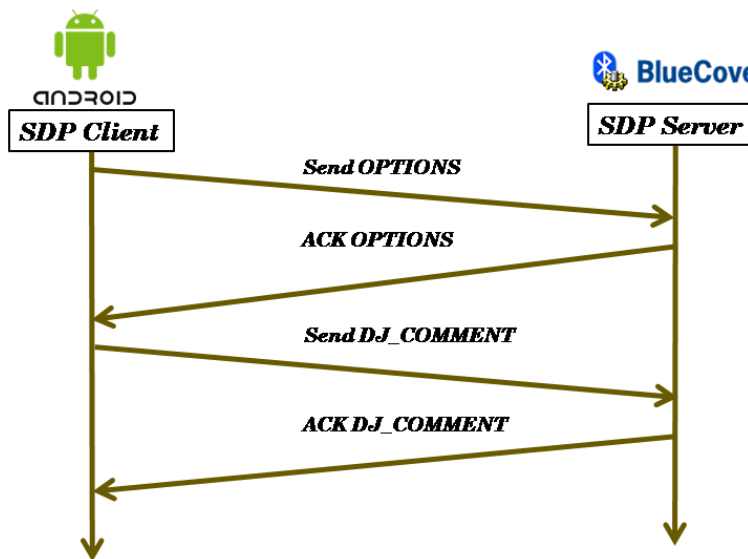 ANDROID
BlueCove
SDP Client
SDP Server
Send OPTIONS
ACK OPTIONS
Send DJ_COMMENT
ACK DJ_COMMENT